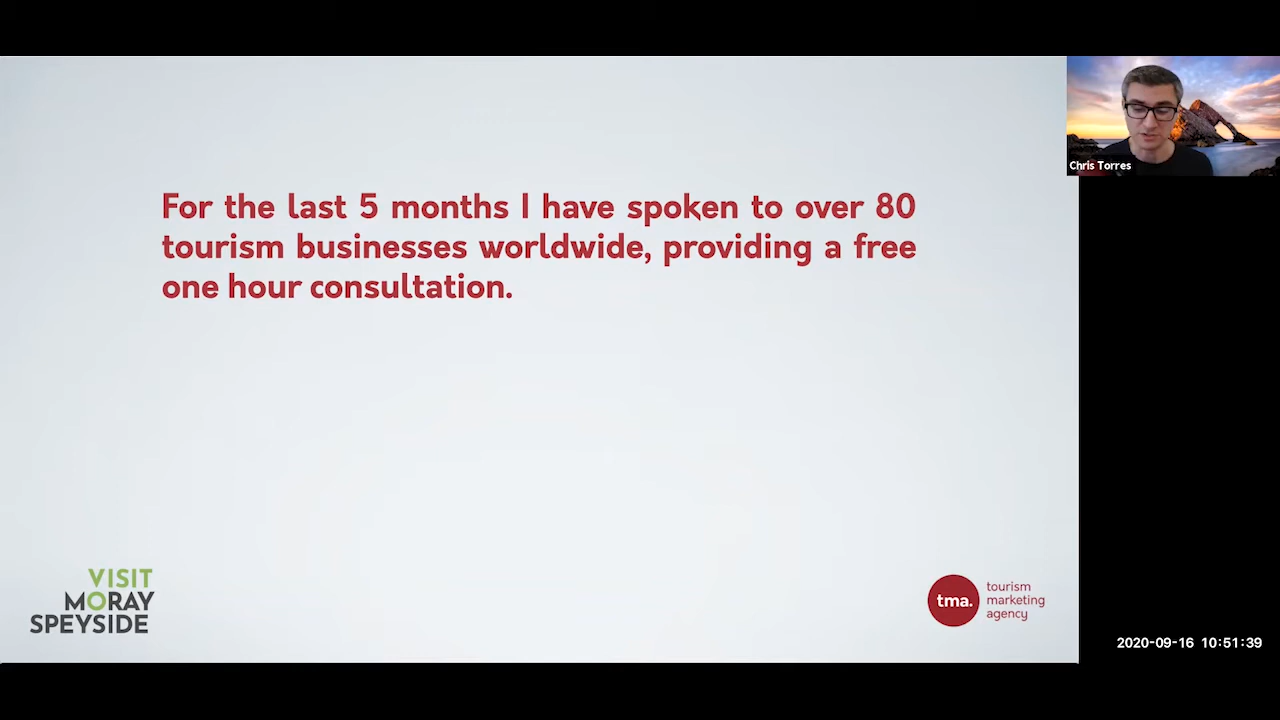 For the last 5 months I have spoken to over 80
tourism businesses worldwide, providing a free
one hour consultation.
Chris Torres
VISIT
MORAY
SPEYSIDE
tma.
tourism
marketing
agency
2020-09-16 10:51:39